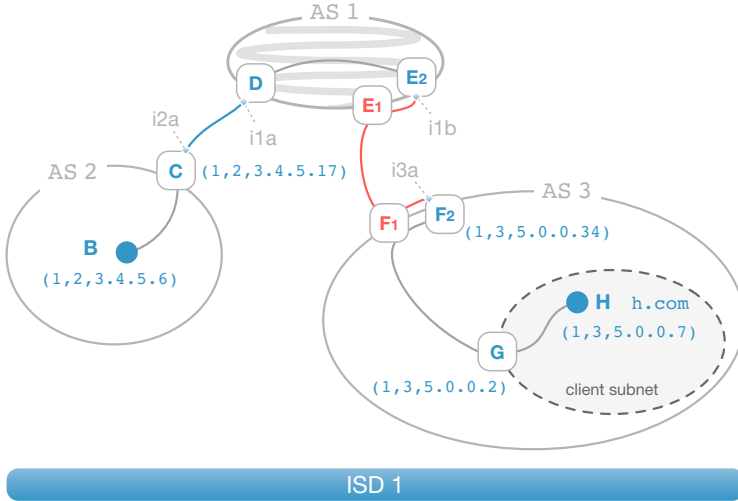 AS 1
D
E2
E1
i2a
i1a
i1b
AS 2
C
(1,2,3.4.5.17)
i3a
AS 3
F1
F2
(1,3,5.0.0.34)
B
(1,2,3.4.5.6)
H h.com
(1,3,5.0.0.7)
G
(1,3,5.0.0.2)
client subnet
ISD 1